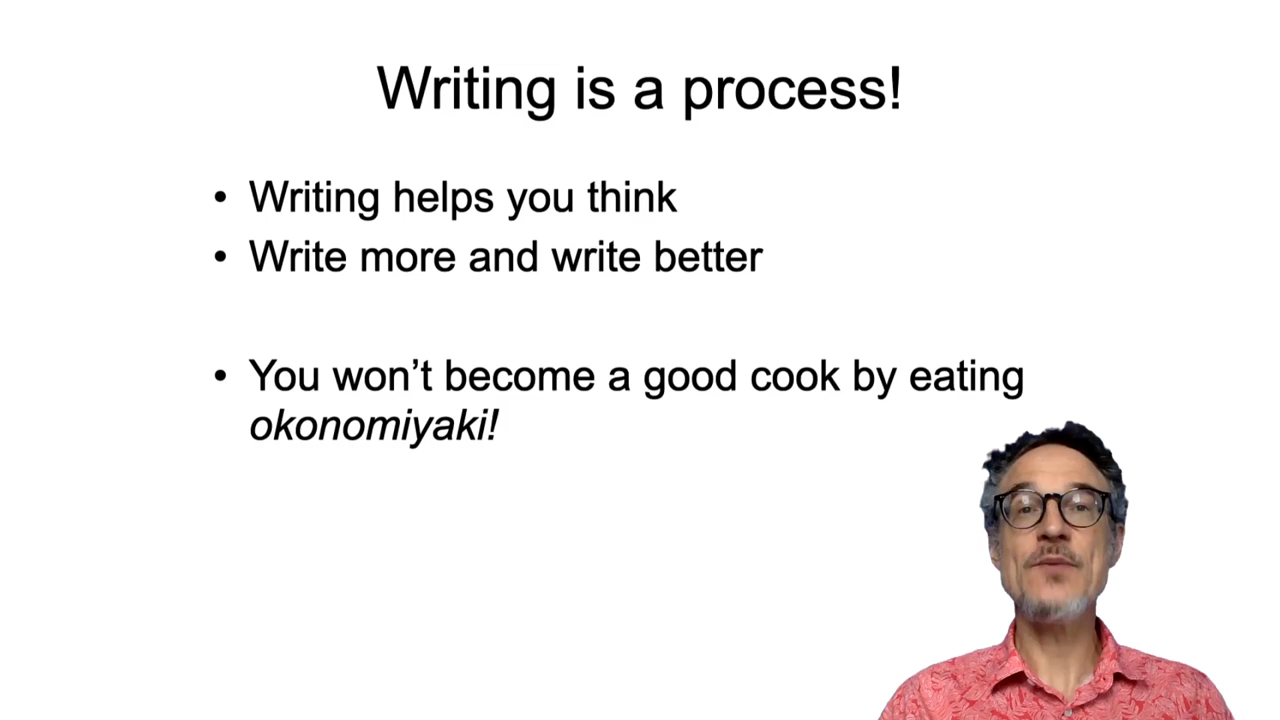 Writing is a process!
• Writing helps you think
• Write more and write better
• You won’t become a good cook by eating
okonomiyaki!